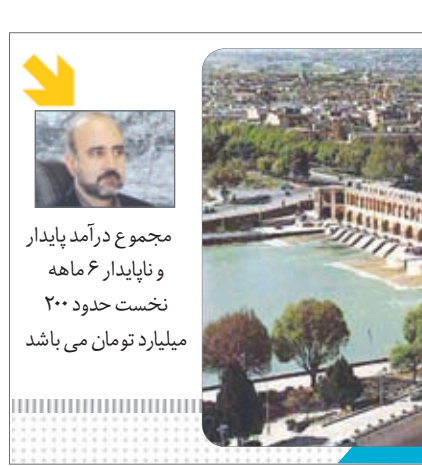 مجموع درآمد پایدار
و ناپایدار ۶ ماهه
نخست حدود ۲۰۰
میلیارد تومان می باشد